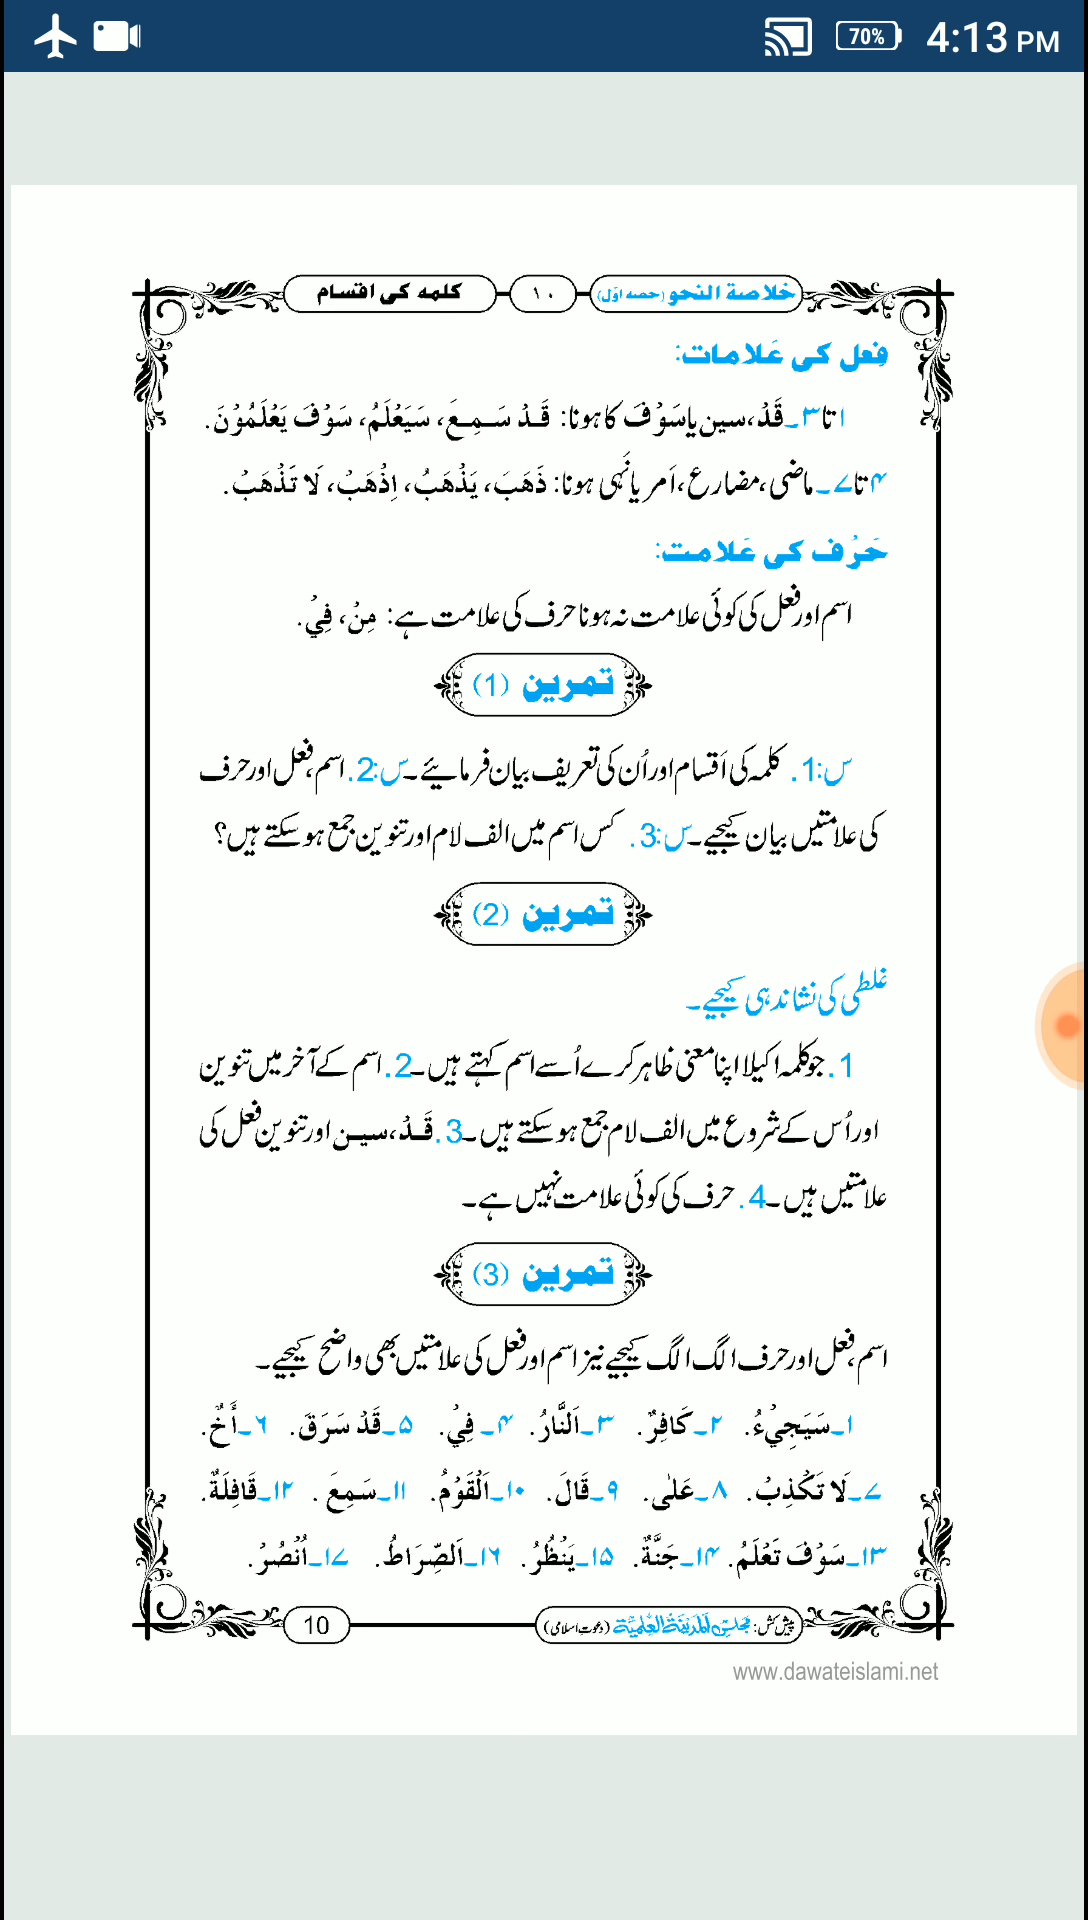 70% 4:13 PM
خلاصة النحو (حصہ اوّل) ۱۰ کلمہ کی اقسام
فِعل کی عَلامات:
۱ تا ۳۔ قَدْ، سین یا سَوْفَ کا ہونا: قَدْ سَمِعَ، سَيَعْلَمُ، سَوْفَ يَعْلَمُوْنَ.
۴ تا ۷۔ ماضی، مضارع، اَمر یا نَہی ہونا: ذَهَبَ، يَذْهَبُ، اِذْهَبْ، لَا تَذْهَبْ.
حَرْف کی عَلامت:
اسم اور فعل کی کوئی علامت نہ ہونا حرف کی علامت ہے: مِنْ، فِيْ.
تمرین (1)
س:1. کلمہ کی اَقسام اور اُن کی تعریف بیان فرمائیے۔ س:2. اسم، فعل اور حرف
کی علامتیں بیان کیجیے۔ س:3. کس اسم میں الف لام اور تنوین جمع ہو سکتے ہیں؟
تمرین (2)
غلطی کی نشاندہی کیجیے۔
1. جو کلمہ اکیلا اپنا معنی ظاہر کرے اُسے اسم کہتے ہیں۔ 2. اسم کے آخر میں تنوین
اور اُس کے شروع میں الف لام جمع ہو سکتے ہیں۔ 3. قَدْ، سین اور تنوین فعل کی
علامتیں ہیں۔ 4. حرف کی کوئی علامت نہیں ہے۔
تمرین (3)
اسم، فعل اور حرف الگ الگ کیجیے نیز اسم اور فعل کی علامتیں بھی واضح کیجیے۔
۱۔ سَيَجِيْءُ. ۲۔ كَافِرٌ. ۳۔ اَلنَّارُ. ۴۔ فِيْ. ۵۔ قَدْ سَرَقَ. ۶۔ أَخٌ.
۷۔ لَا تَكْذِبْ. ۸۔ عَلٰى. ۹۔ قَالَ. ۱۰۔ اَلْقَوْمُ. ۱۱۔ سَمِعَ. ۱۲۔ قَافِلَةٌ.
۱۳۔ سَوْفَ تَعْلَمُ. ۱۴۔ جَنَّةٌ. ۱۵۔ يَنْظُرُ. ۱۶۔ اَلصِّرَاطُ. ۱۷۔ اُنْصُرْ.
پیش کش: مجلس اَلْمَدِيْنَةُ الْعِلْمِيَّة (دعوت اسلامی) 10
www.dawateislami.net